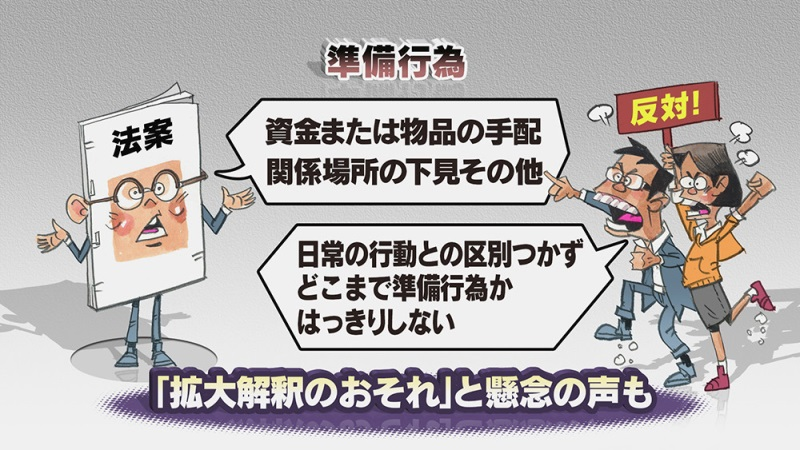 準備行為
法案
資金または物品の手配
関係場所の下見その他
反対!
日常の行動との区別つかず
どこまで準備行為か
はっきりしない
「拡大解釈のおそれ」と懸念の声も